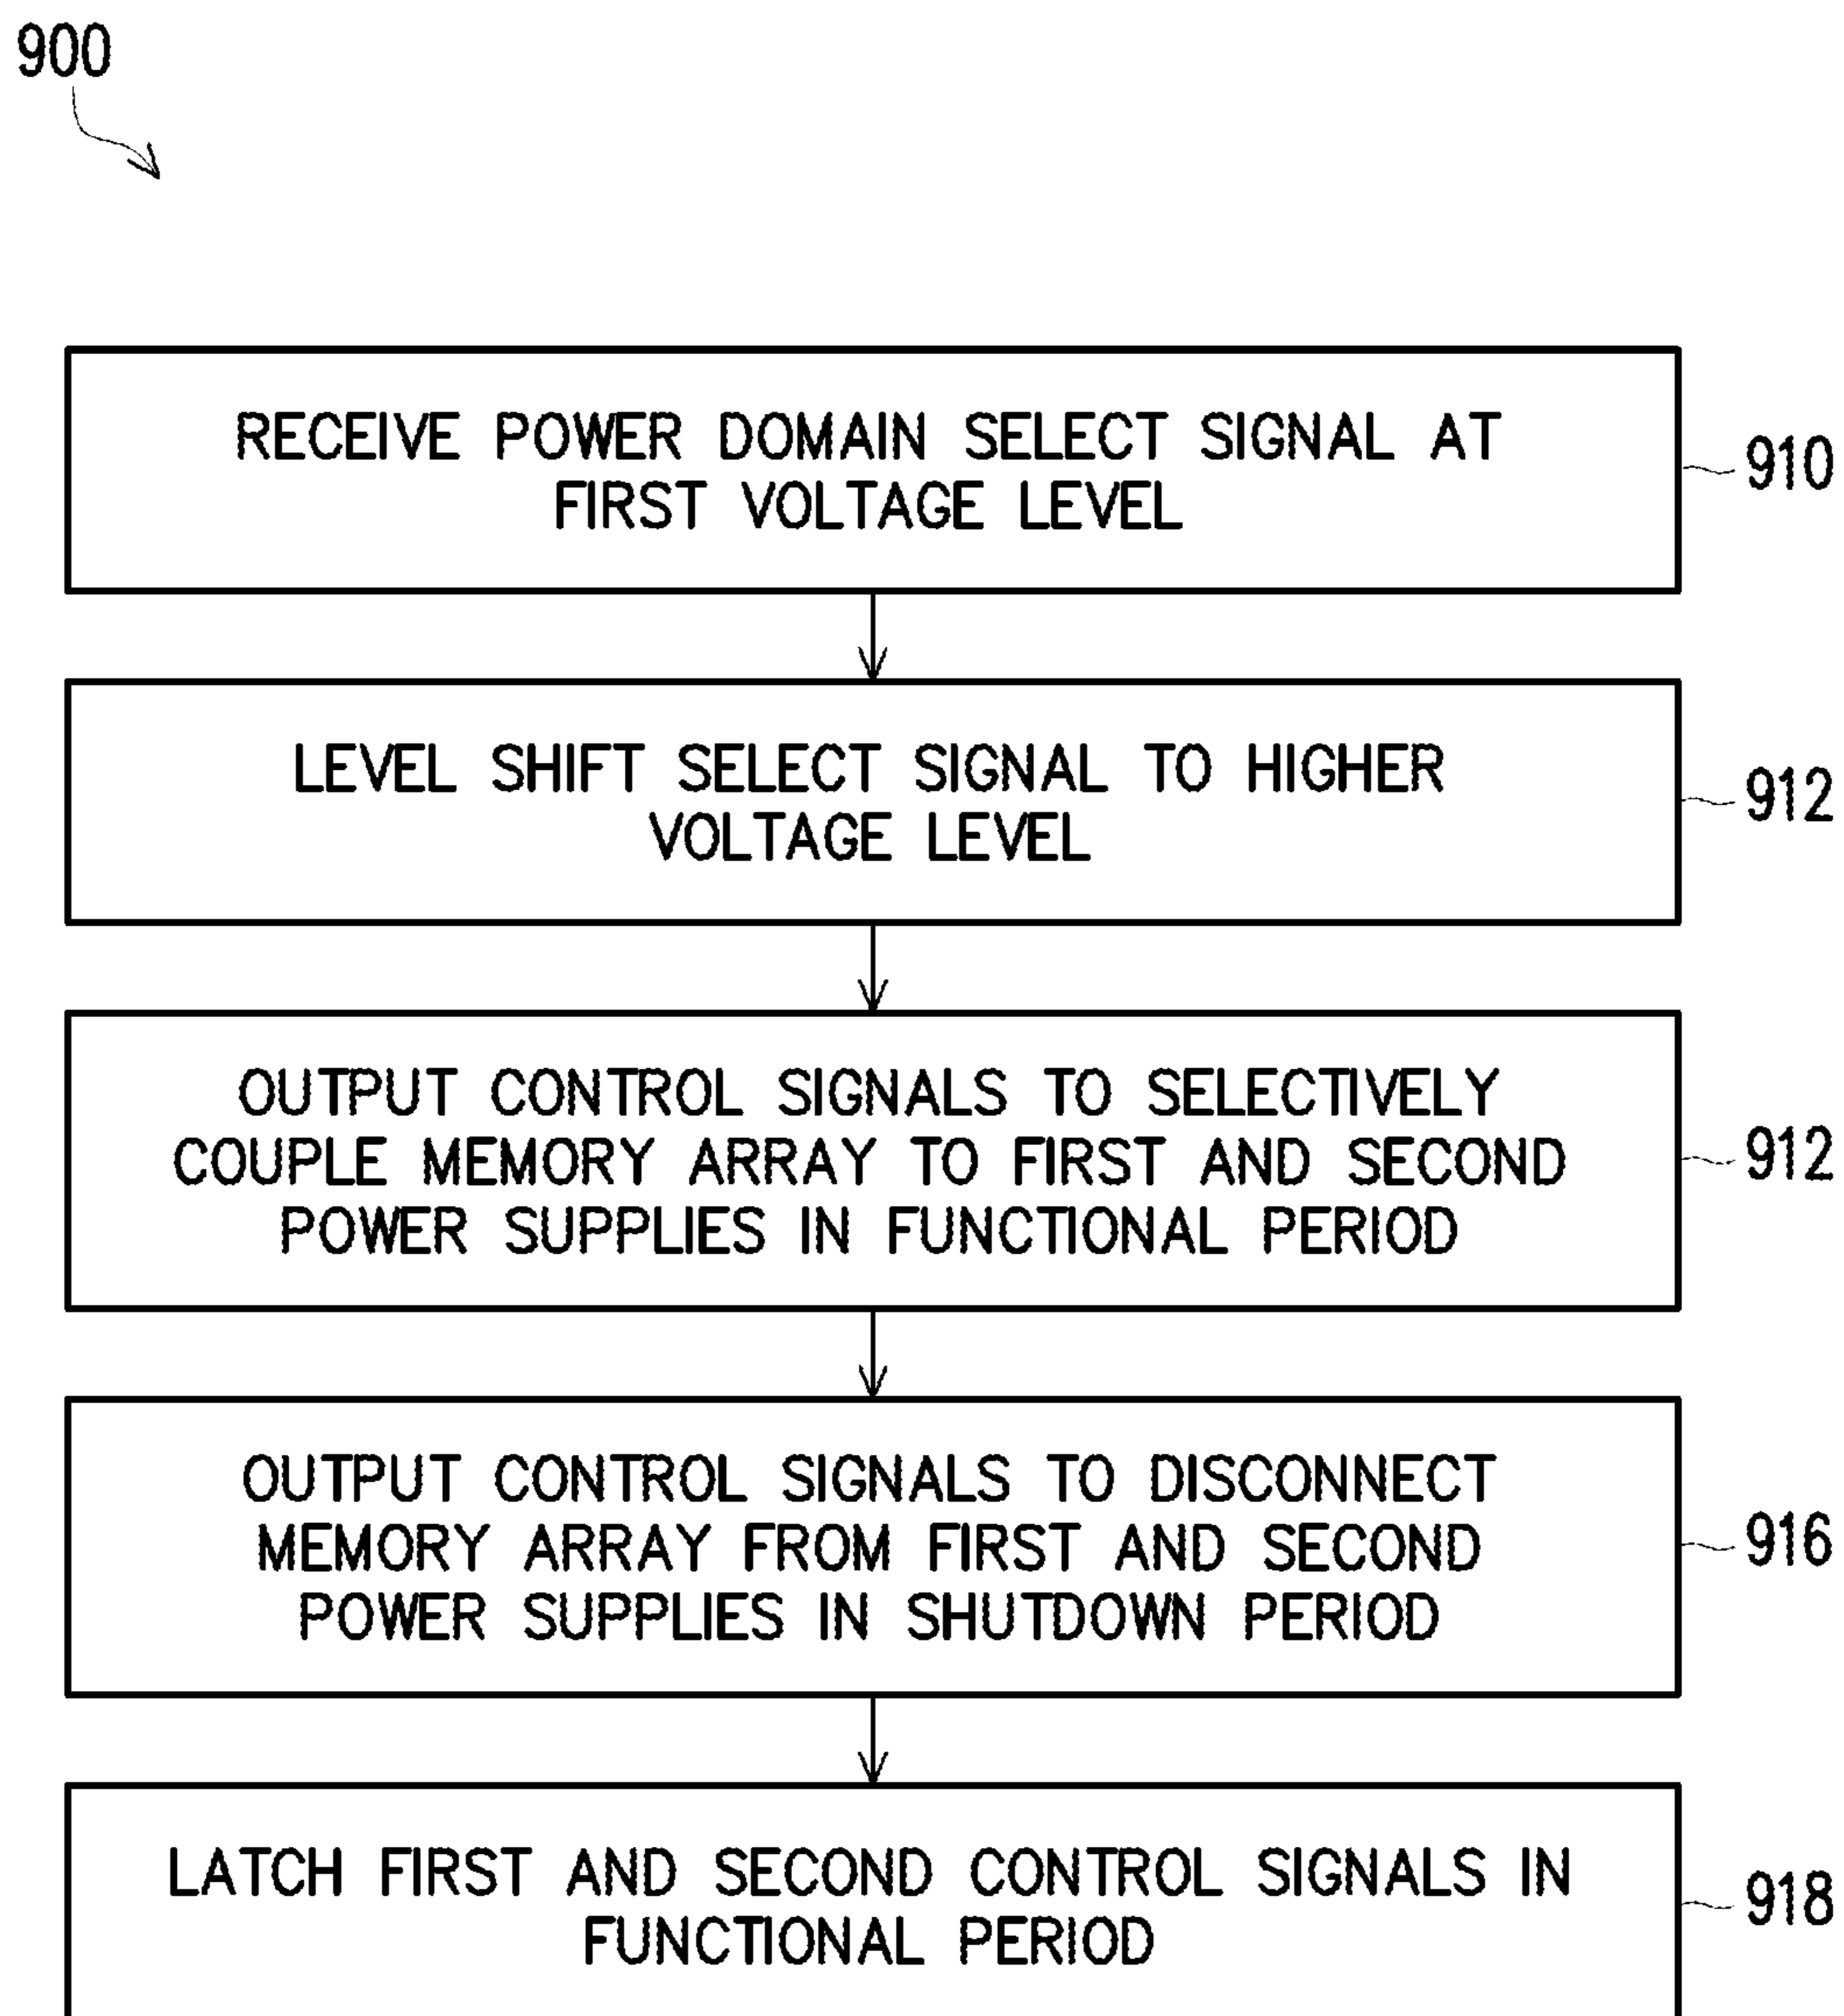 900
RECEIVE POWER DOMAIN SELECT SIGNAL AT
FIRST VOLTAGE LEVEL
910
LEVEL SHIFT SELECT SIGNAL TO HIGHER
VOLTAGE LEVEL
912
OUTPUT CONTROL SIGNALS TO SELECTIVELY
COUPLE MEMORY ARRAY TO FIRST AND SECOND
POWER SUPPLIES IN FUNCTIONAL PERIOD
912
OUTPUT CONTROL SIGNALS TO DISCONNECT
MEMORY ARRAY FROM FIRST AND SECOND
POWER SUPPLIES IN SHUTDOWN PERIOD
916
LATCH FIRST AND SECOND CONTROL SIGNALS IN
FUNCTIONAL PERIOD
918